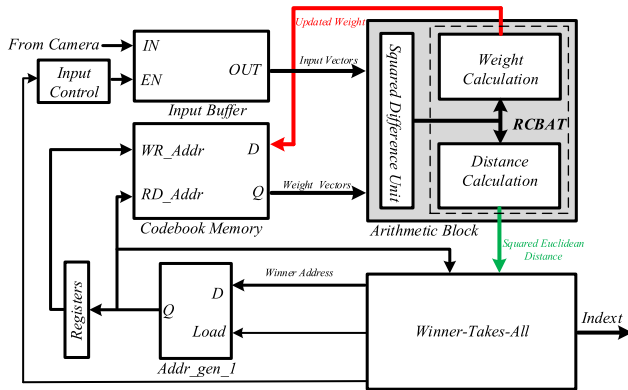 Updated Weight
From Camera
IN
EN
OUT
Input Buffer
Input
Control
Input Vectors
Squared Difference Unit
Weight
Calculation
RCBAT
Distance
Calculation
Arithmetic Block
WR_Addr
RD_Addr
D
Q
Codebook Memory
Weight Vectors
Squared Euclidean
Distance
Registers
Q
D
Load
Addr_gen_1
Winner Address
Winner-Takes-All
Indext